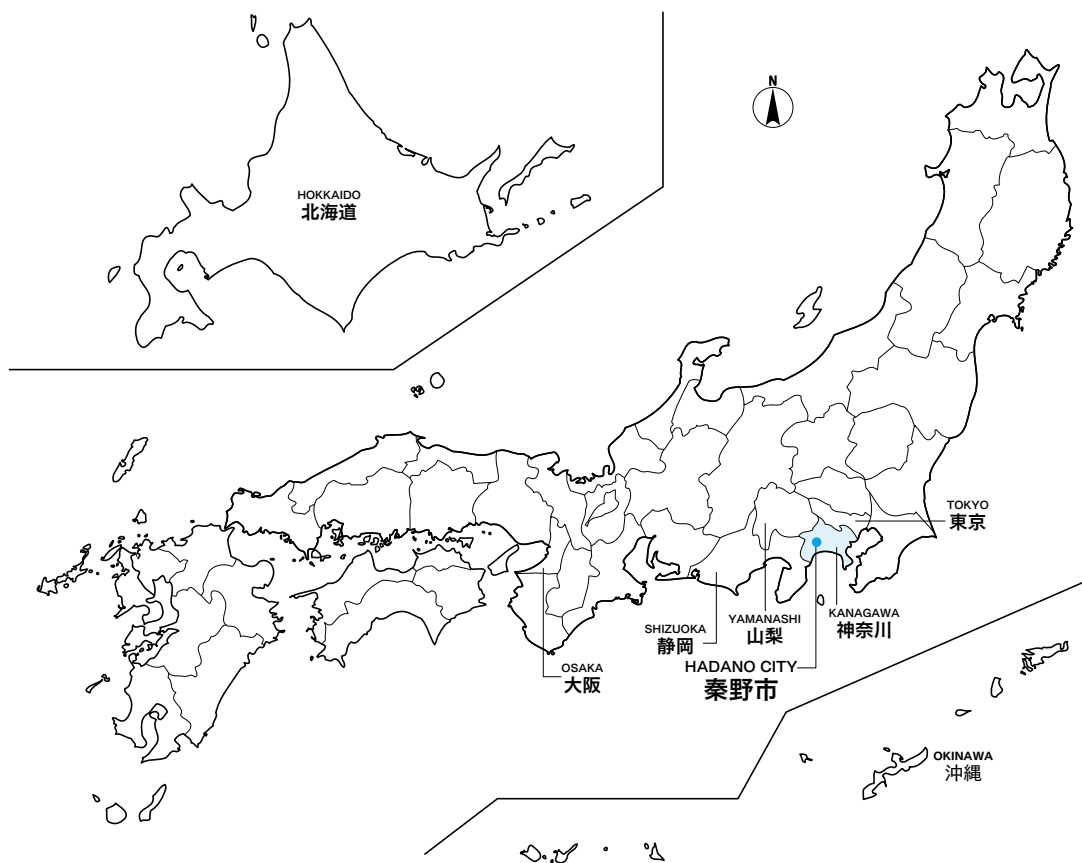 N
HOKKAIDO
北海道
TOKYO
東京
KANAGAWA
神奈川
YAMANASHI
山梨
SHIZUOKA
静岡
HADANO CITY
秦野市
OSAKA
大阪
OKINAWA
沖縄